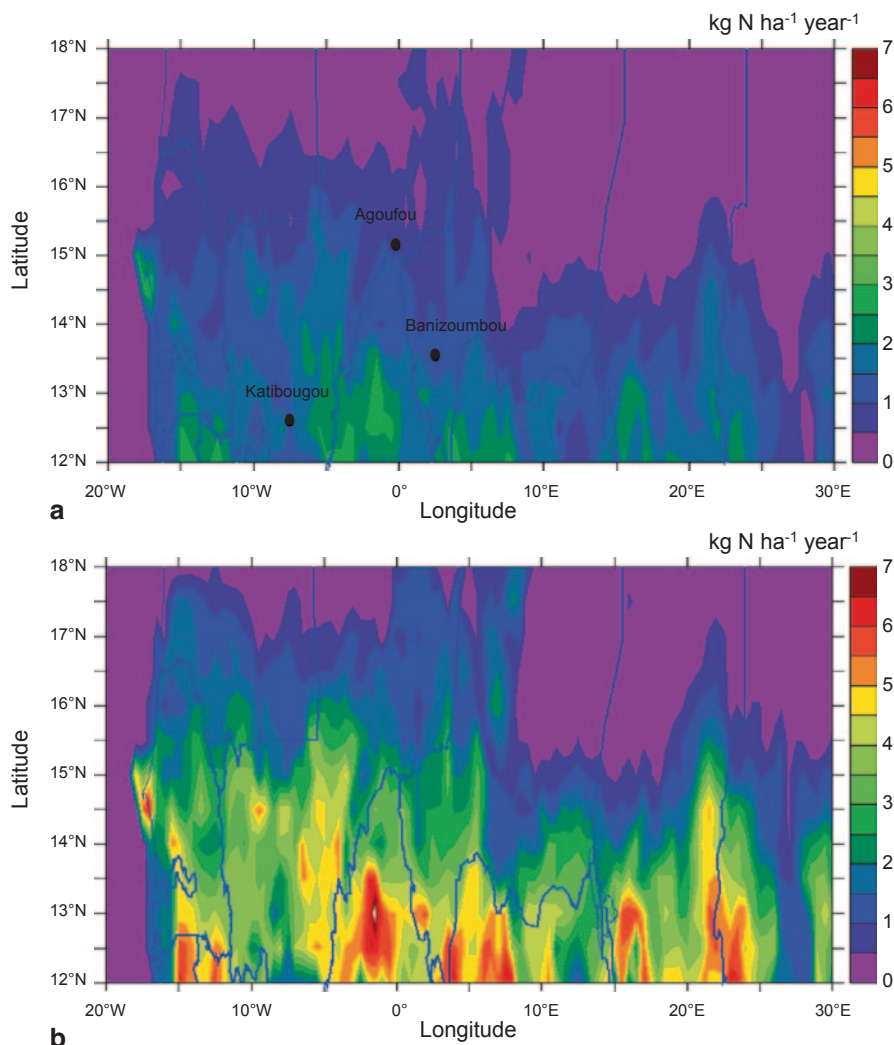 kg N ha-1 year-1
18°N
17°N
16°N
15°N
14°N
13°N
12°N
Latitude
Agoufou
Banizoumbou
Katibougou
7
6
5
4
3
2
1
0
20°W
10°W
0°
10°E
20°E
30°E
Longitude
a
kg N ha-1 year-1
18°N
17°N
16°N
15°N
14°N
13°N
12°N
Latitude
7
6
5
4
3
2
1
0
20°W
10°W
0°
10°E
20°E
30°E
Longitude
b